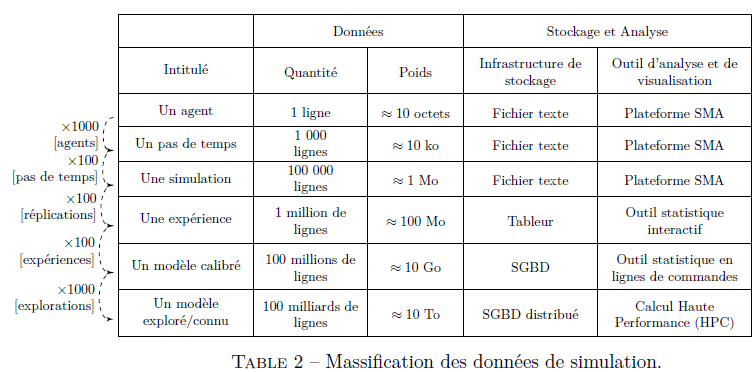 Données
Stockage et Analyse
Intitulé
Quantité
Poids
Infrastructure de
stockage
Outil d'analyse et de
visualisation
Un agent
1 ligne
≈ 10 octets
Fichier texte
Plateforme SMA
×1000
[agents]
Un pas de temps
1 000
lignes
≈ 10 ko
Fichier texte
Plateforme SMA
×100
[pas de temps]
Une simulation
100 000
lignes
≈ 1 Mo
Fichier texte
Plateforme SMA
×100
[réplications]
Une expérience
1 million de
lignes
≈ 100 Mo
Tableur
Outil statistique
interactif
×100
[expériences]
Un modèle calibré
100 millions de
lignes
≈ 10 Go
SGBD
Outil statistique en
lignes de commandes
×1000
[explorations]
Un modèle
exploré/connu
100 milliards de
lignes
≈ 10 To
SGBD distribué
Calcul Haute
Performance (HPC)
TABLE 2 – Massification des données de simulation.